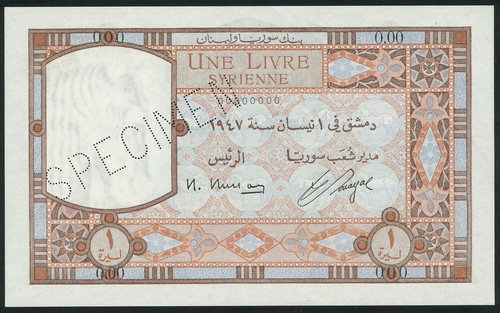 0.00 بنك سوريا ولبنان 0.00
UNE LIVRE
SYRIENNE
00000000
SPECIMEN
دمشق في ١ نيسان سنة ١٩٤٧
مدير شعب سوريا الرئيس
١ ١
ليرة ليرة
0.00 0.00